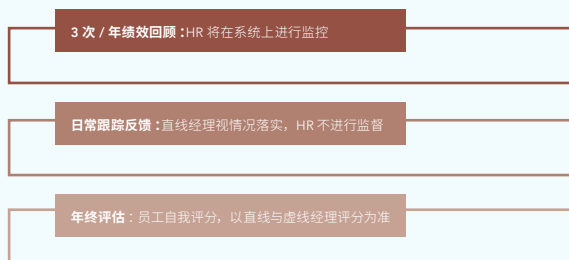 3 次 / 年绩效回顾 :HR 将在系统上进行监控
日常跟踪反馈 :直线经理视情况落实，HR 不进行监督
年终评估 : 员工自我评分，以直线与虚线经理评分为准